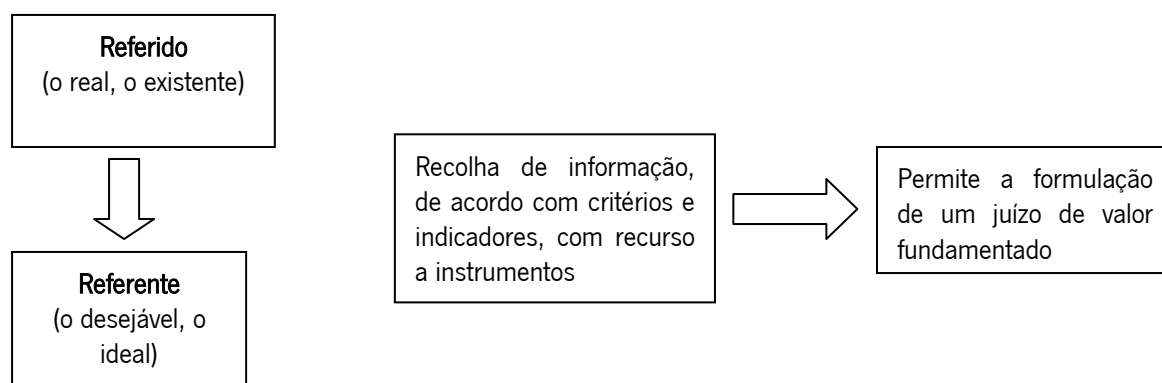 Referido
(o real, o existente)
Referente
(o desejável, o
ideal)
Recolha de informação,
de acordo com critérios e
indicadores, com recurso
a instrumentos
Permite a formulação
de um juízo de valor
fundamentado